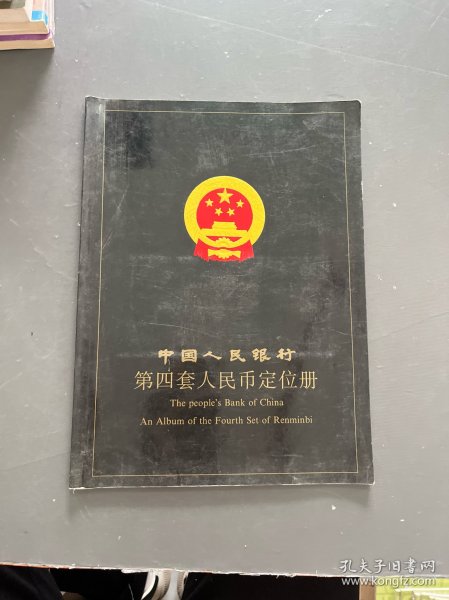 中国人民银行
第四套人民币定位册
The people's Bank of China
An Album of the Fourth Set of Renminbi
孔夫子旧书网
www.kongfz.com